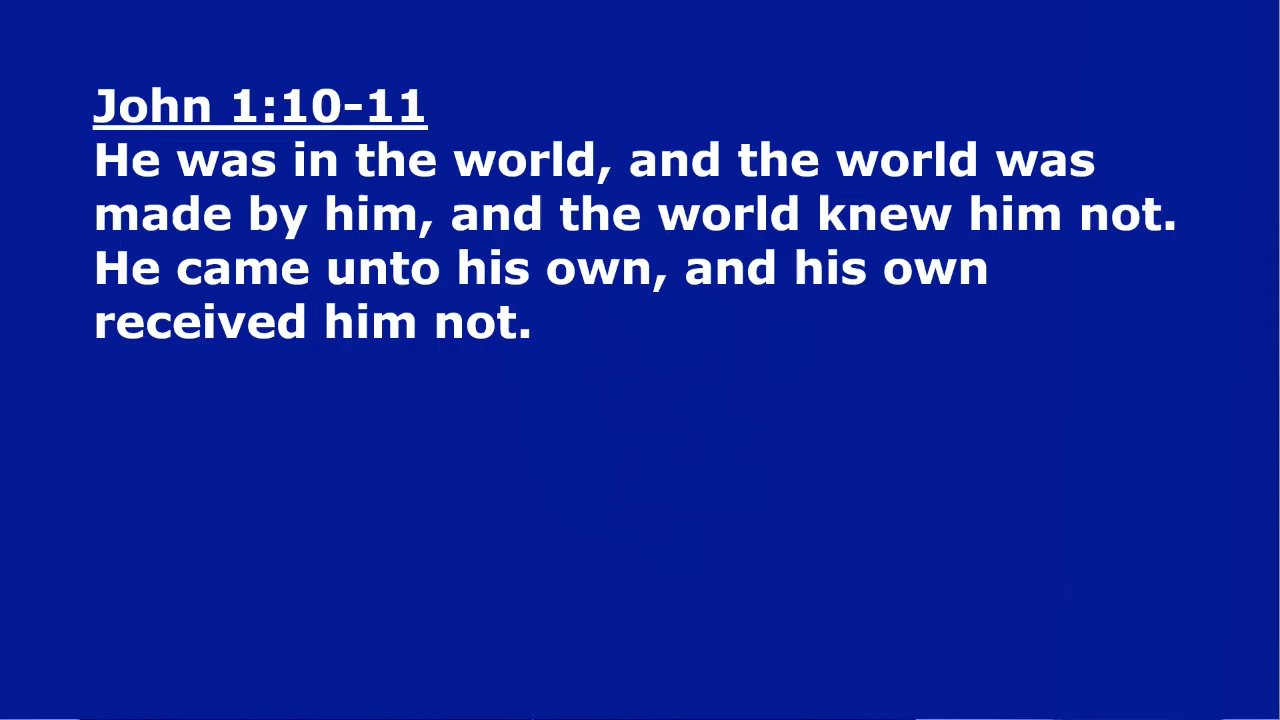 John 1:10-11
He was in the world, and the world was
made by him, and the world knew him not.
He came unto his own, and his own
received him not.